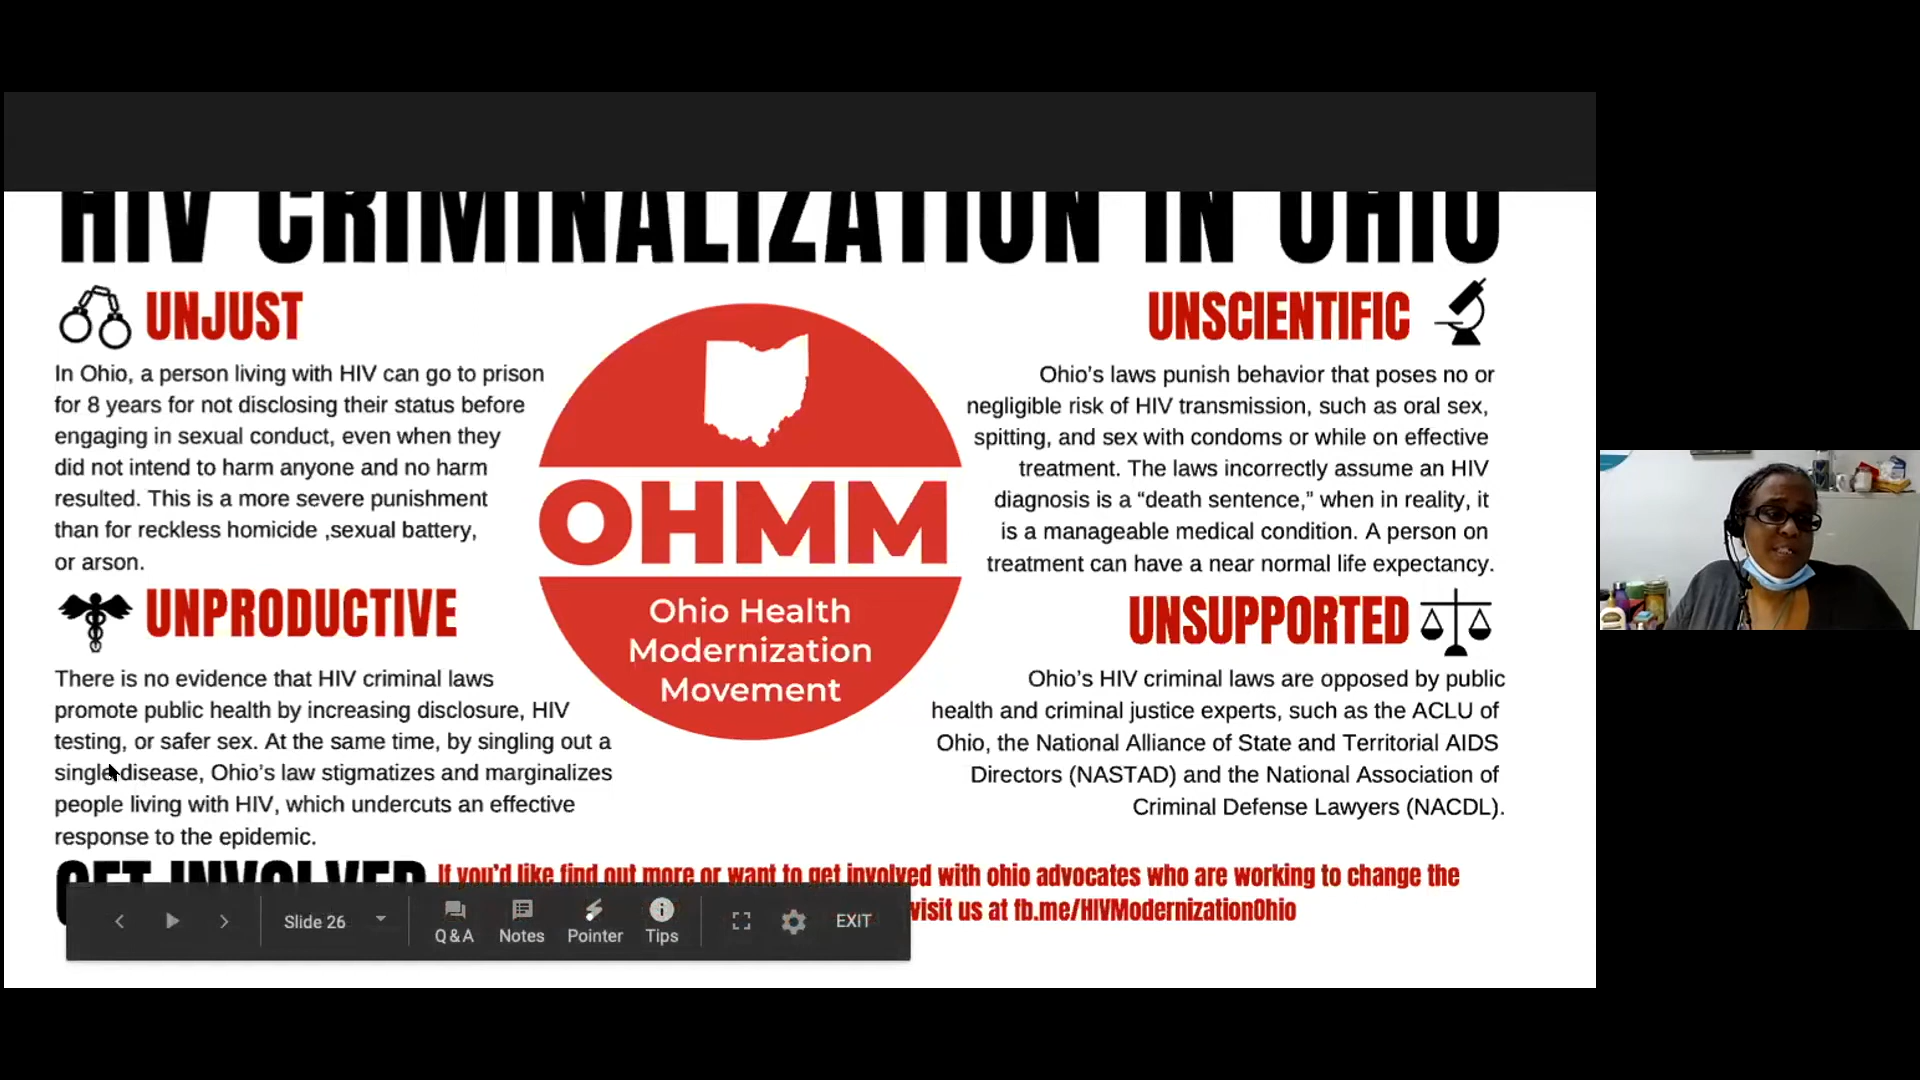 HIV CRIMINALIZATION IN OHIO
UNJUST
In Ohio, a person living with HIV can go to prison
for 8 years for not disclosing their status before
engaging in sexual conduct, even when they
did not intend to harm anyone and no harm
resulted. This is a more severe punishment
than for reckless homicide ,sexual battery,
or arson.
UNPRODUCTIVE
There is no evidence that HIV criminal laws
promote public health by increasing disclosure, HIV
testing, or safer sex. At the same time, by singling out a
single disease, Ohio's law stigmatizes and marginalizes
people living with HIV, which undercuts an effective
response to the epidemic.
OHMM
Ohio Health
Modernization
Movement
UNSCIENTIFIC
Ohio's laws punish behavior that poses no or
negligible risk of HIV transmission, such as oral sex,
spitting, and sex with condoms or while on effective
treatment. The laws incorrectly assume an HIV
diagnosis is a “death sentence,” when in reality, it
is a manageable medical condition. A person on
treatment can have a near normal life expectancy.
UNSUPPORTED
Ohio's HIV criminal laws are opposed by public
health and criminal justice experts, such as the ACLU of
Ohio, the National Alliance of State and Territorial AIDS
Directors (NASTAD) and the National Association of
Criminal Defense Lawyers (NACDL).
GET INVOLVED
If you'd like find out more or want to get involved with ohio advocates who are working to change the
visit us at fb.me/HIVModernizationOhio
Slide 26
Q&A
Notes
Pointer
Tips
EXIT